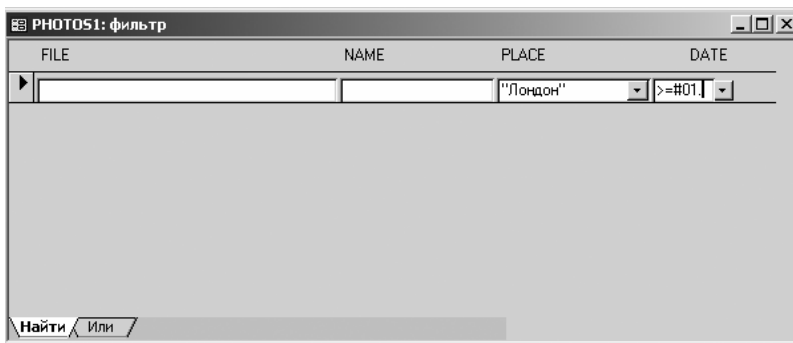 PHOTOS1: фильтр
FILE NAME PLACE DATE
"Лондон" >=#01.
Найти Или